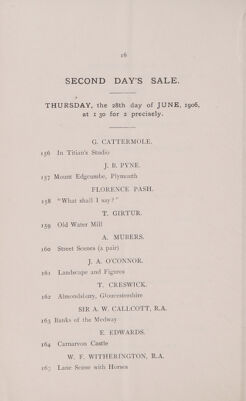 16
SECOND DAY'S SALE.
THURSDAY, the 28th day of JUNE, 1906,
at 1 30 for 2 precisely.
G. CATTERMOLE.
156 In Titian's Studio
J. B. PYNE.
157 Mount Edgcumbe, Plymouth
FLORENCE PASH.
158 "What shall I say?"
T. GIRTUR.
159 Old Water Mill
A. MUBERS.
160 Street Scenes (a pair)
J. A. O'CONNOR.
161 Landscape and Figures
T. CRESWICK.
162 Almondsbury, Gloucestershire
SIR A. W. CALLCOTT, R.A.
163 Banks of the Medway
E. EDWARDS.
164 Carnarvon Castle
W. F. WITHERINGTON, R.A.
165 Lane Scene with Horses